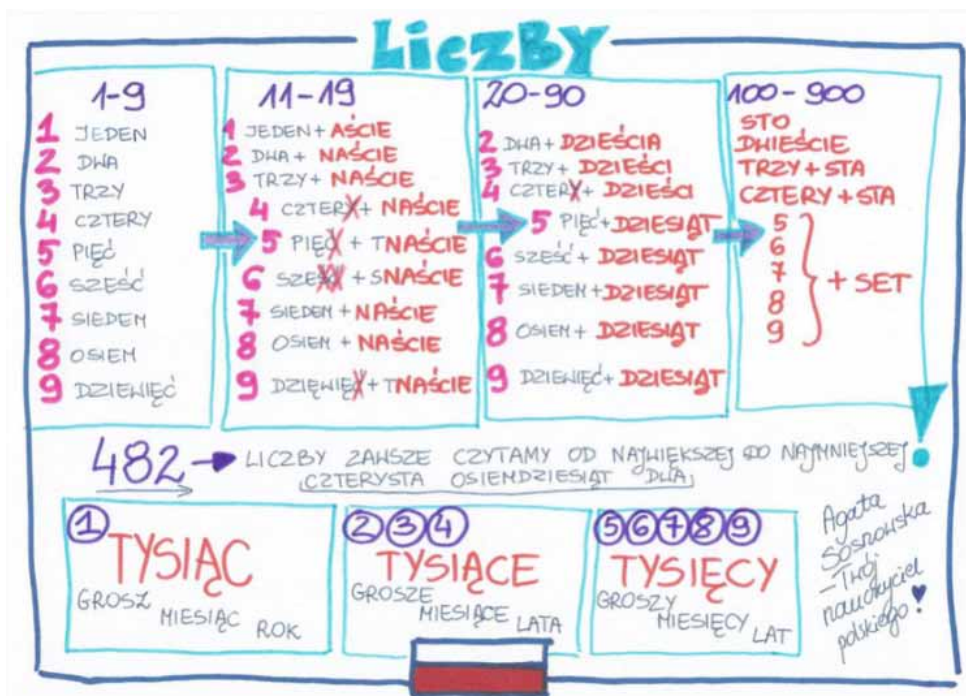 LiczBY
1-9
1 JEDEN
2 DWA
3 TRZY
4 CZTERY
5 PIĘĆ
6 SZEŚĆ
7 SIEDEM
8 OSIEM
9 DZIEWIĘĆ
11-19
1 JEDEN + AŚCIE
2 DWA + NAŚCIE
3 TRZY + NAŚCIE
4 CZTERY + NAŚCIE
5 PIĘĆ + TNAŚCIE
6 SZEŚĆ + SNAŚCIE
7 SIEDEM + NAŚCIE
8 OSIEM + NAŚCIE
9 DZIĘWIĘĆ + TNAŚCIE
20-90
2 DWA + DZIEŚCIA
3 TRZY + DZIEŚCI
4 CZTERY + DZIEŚCI
5 PIĘĆ + DZIESIĄT
6 SZEŚĆ + DZIESIĄT
7 SIEDEM + DZIESIĄT
8 OSIEM + DZIESIĄT
9 DZIEWIĘĆ + DZIESIĄT
100-900
STO
DWIEŚCIE
TRZY + STA
CZTERY + STA
5
6
7 + SET
8
9
482 → LICZBY ZAWSZE CZYTAMY OD NAJWIĘKSZEJ DO NAJMNIEJSZEJ!
CZTERYSTA OSIEMDZIESIĄT DWA
1
TYSIĄC
GROSZ
MIESIĄC
ROK
2 3 4
TYSIĄCE
GROSZE
MIESIĄCE
LATA
5 6 7 8 9
TYSIĘCY
GROSZY
MIESIĘCY
LAT
Agata
Sosnowska
- Twój
nauczyciel
polskiego!